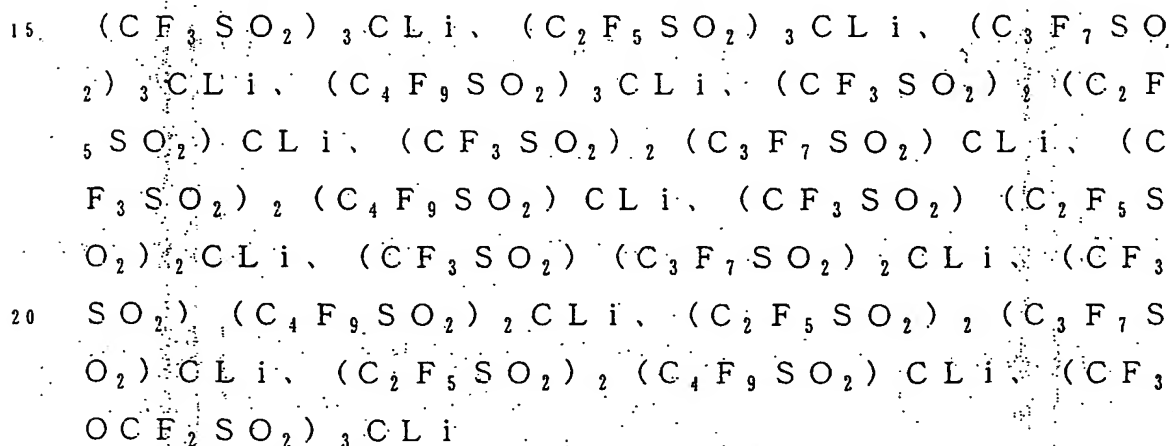 15 (CF₃SO₂)₃CLi、(C₂F₅SO₂)₃CLi、(C₃F₇SO
₂)₃CLi、(C₄F₉SO₂)₃CLi、(CF₃SO₂)₂(C₂F
₅SO₂)CLi、(CF₃SO₂)₂(C₃F₇SO₂)CLi、(C
F₃SO₂)₂(C₄F₉SO₂)CLi、(CF₃SO₂)(C₂F₅S
O₂)₂CLi、(CF₃SO₂)(C₃F₇SO₂)₂CLi、(CF₃
20 SO₂)(C₄F₉SO₂)₂CLi、(C₂F₅SO₂)₂(C₃F₇S
O₂)CLi、(C₂F₅SO₂)₂(C₄F₉SO₂)CLi、(CF₃
OCF₂SO₂)₃CLi